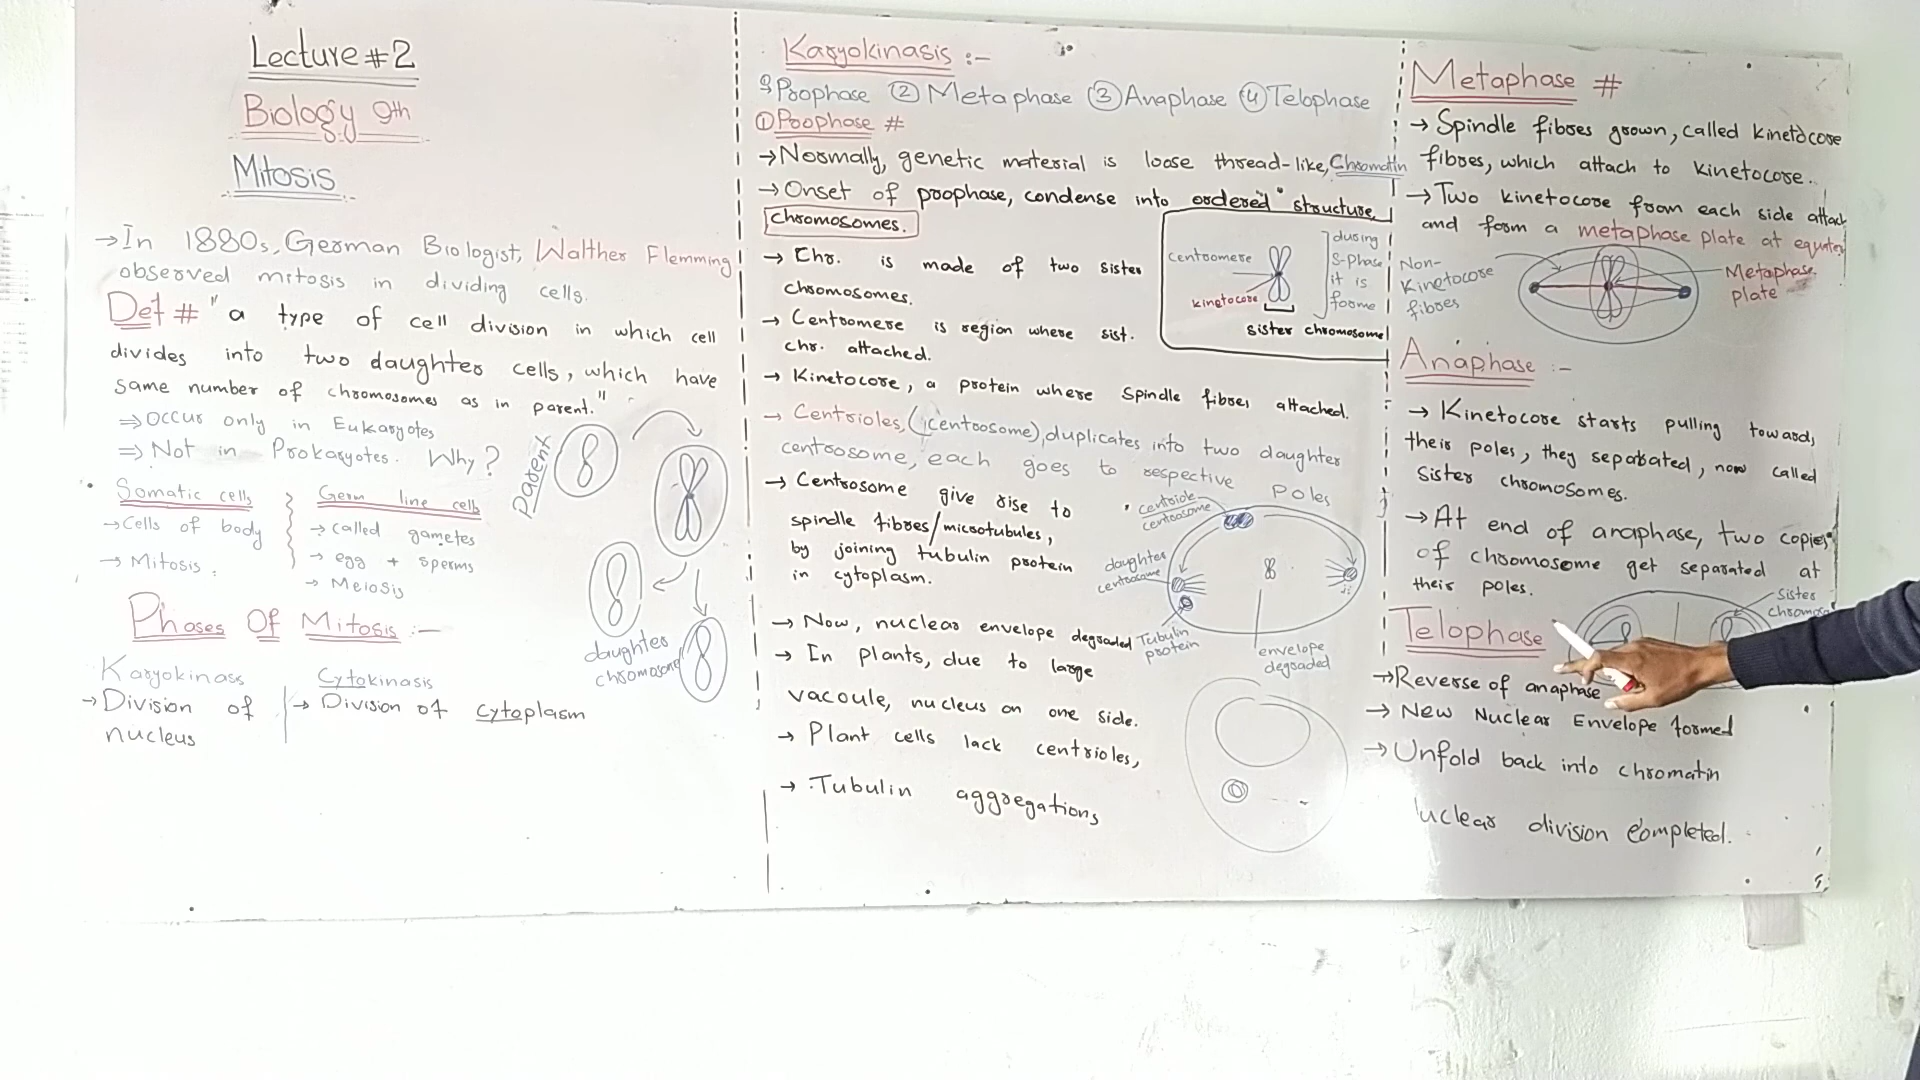 Lecture #2
Biology 9th
Mitosis
→ In 1880s, German Biologist, Walther Flemming
observed mitosis in dividing cells.
Def # "a type of cell division in which cell
divides into two daughter cells, which have
same number of chromosomes as in parent."
⇒ Occur only in Eukaryotes
⇒ Not in Prokaryotes. Why?
Somatic cells
→ Cells of body
→ Mitosis.
Germ line cells
→ called gametes
→ egg + sperms
→ Meiosis
Parent
daughter
chromosome
Phases Of Mitosis :-
Karyokinass
→ Division of
nucleus
Cytokinasis
→ Division of cytoplasm
Karyokinasis :-
① Prophase ② Metaphase ③ Anaphase ④ Telophase
① Prophase #
→ Normally, genetic material is loose thread-like, Chromatin
→ Onset of prophase, condense into ordered structure
chromosomes.
→ Chr. is made of two sister
chromosomes.
→ Centromere is region where sist.
chr. attached.
→ Kinetocore, a protein where spindle fibres attached.
→ Centrioles, (centrosome), duplicates into two daughter
centrosome, each goes to respective poles
→ Centrosome give rise to
spindle fibres/microtubules,
by joining tubulin protein
in cytoplasm.
→ Now, nuclear envelope degraded
→ In plants, due to large
vacoule, nucleus on one side.
→ Plant cells lack centrioles,
→ Tubulin aggregations
centromere
kinetocore
during
S-phase
it is
forme
sister chromosome
centriole
centrosome
daughter
centrosome
Tubulin
protein
envelope
degraded
Metaphase #
→ Spindle fibres grown, called kinetocore
fibres, which attach to kinetocore.
→ Two kinetocore from each side attach
and form a metaphase plate at equator
Non-
Kinetocore
fibres
Metaphase
plate
Anaphase :-
→ Kinetocore starts pulling toward,
their poles, they separated, now called
sister chromosomes.
→ At end of anaphase, two copies
of chromosome get separated at
their poles.
Sister
chromoso
Telophase
→ Reverse of anaphase
→ New Nuclear Envelope formed
→ Unfold back into chromatin
uclear division completed.